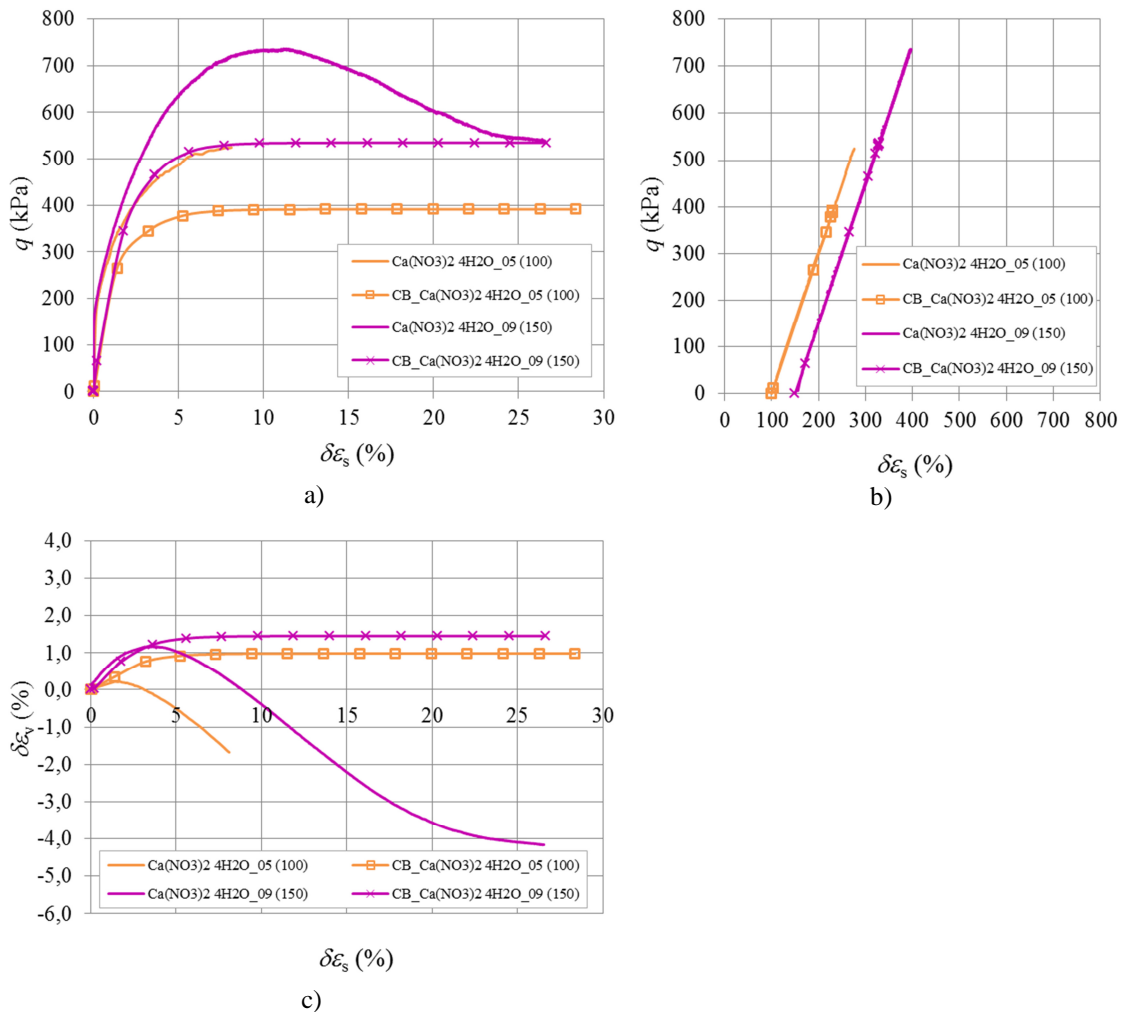 800
700
600
500
400
300
200
100
0
q (kPa)
0 5 10 15 20 25 30
δεs (%)
Ca(NO3)2 4H2O_05 (100)
CB_Ca(NO3)2 4H2O_05 (100)
Ca(NO3)2 4H2O_09 (150)
CB_Ca(NO3)2 4H2O_09 (150)
a)
800
700
600
500
400
300
200
100
0
q (kPa)
0 100 200 300 400 500 600 700 800
δεs (%)
Ca(NO3)2 4H2O_05 (100)
CB_Ca(NO3)2 4H2O_05 (100)
Ca(NO3)2 4H2O_09 (150)
CB_Ca(NO3)2 4H2O_09 (150)
b)
4,0
3,0
2,0
1,0
0,0
-1,0
-2,0
-3,0
-4,0
-5,0
-6,0
δεv (%)
0 5 10 15 20 25 30
Ca(NO3)2 4H2O_05 (100) CB_Ca(NO3)2 4H2O_05 (100)
Ca(NO3)2 4H2O_09 (150) CB_Ca(NO3)2 4H2O_09 (150)
δεs (%)
c)